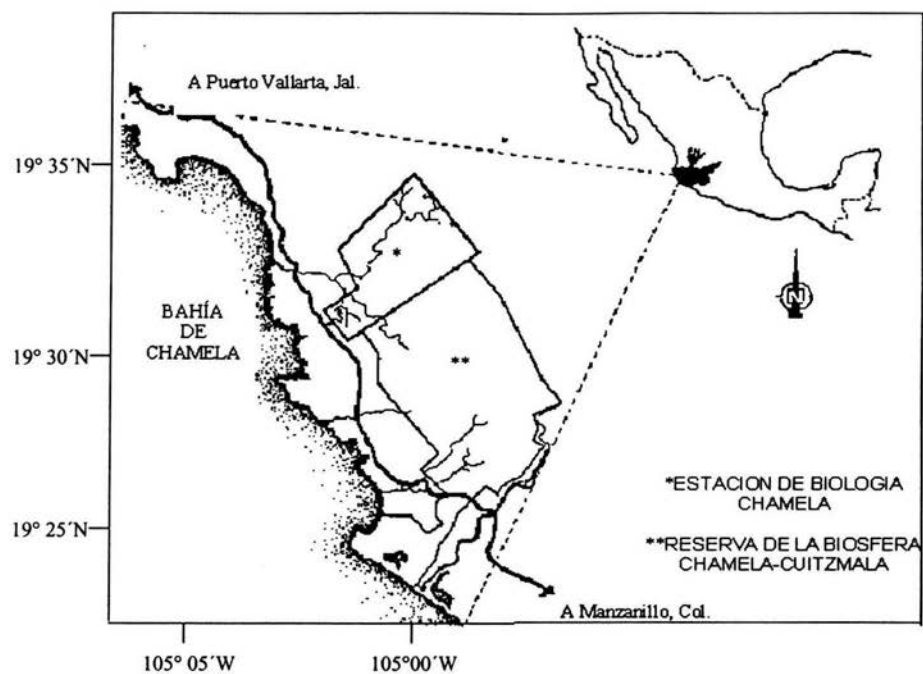 A Puerto Vallarta, Jal.
19° 35´N
*
BAHÍA
DE
CHAMELA
N
19° 30´N
**
*ESTACION DE BIOLOGIA
CHAMELA
19° 25´N
**RESERVA DE LA BIOSFERA
CHAMELA-CUITZMALA
A Manzanillo, Col.
105° 05´W
105°00´W